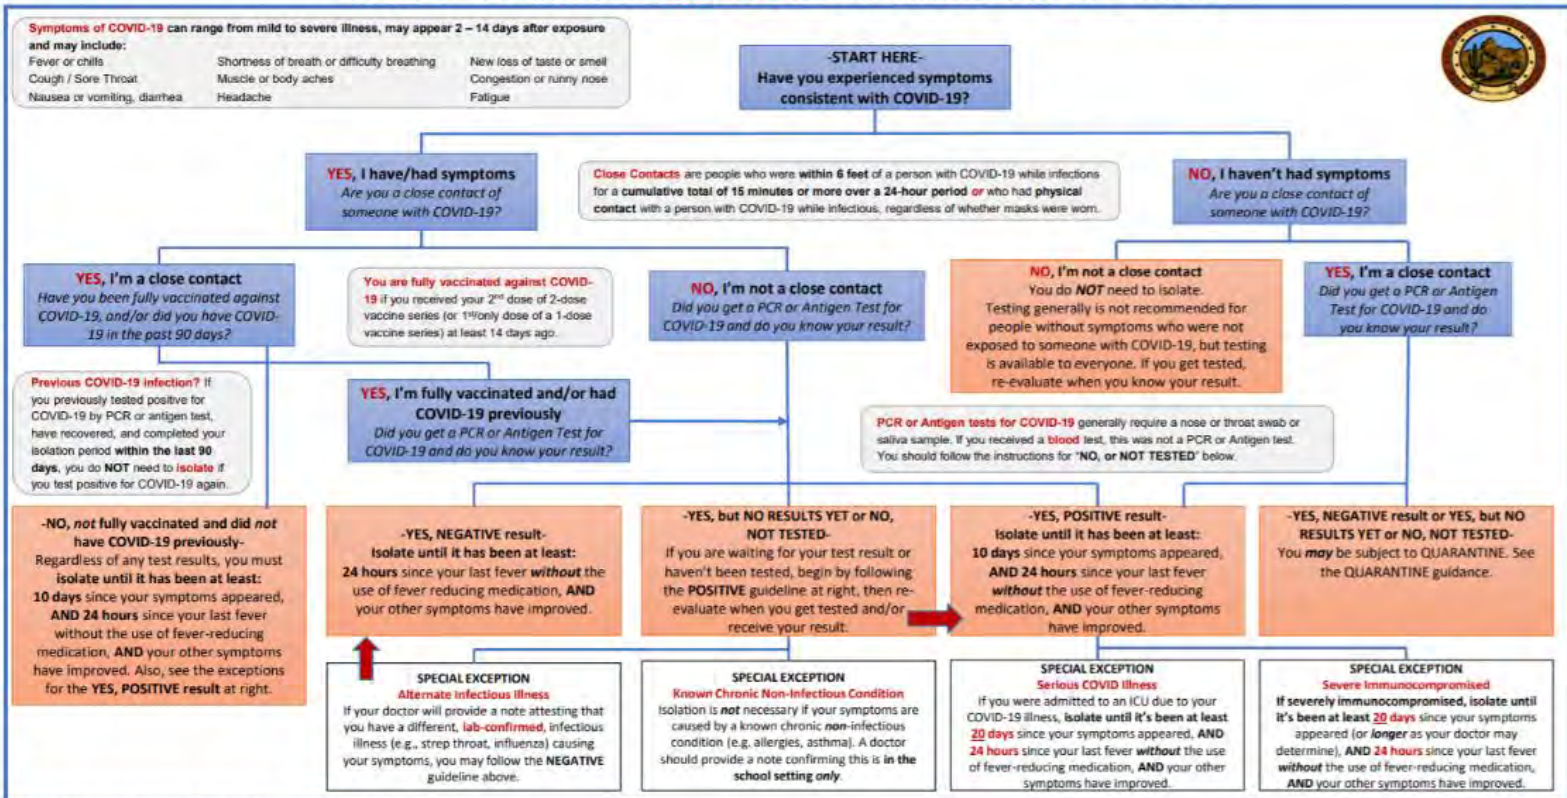 Symptoms of COVID-19 can range from mild to severe illness, may appear 2 – 14 days after exposure
and may include:
Fever or chills
Shortness of breath or difficulty breathing
New loss of taste or smell
Cough / Sore Throat
Muscle or body aches
Congestion or runny nose
Nausea or vomiting, diarrhea
Headache
Fatigue
-START HERE-
Have you experienced symptoms
consistent with COVID-19?
YES, I have/had symptoms
Are you a close contact of
someone with COVID-19?
Close Contacts are people who were within 6 feet of a person with COVID-19 while infections
for a cumulative total of 15 minutes or more over a 24-hour period or who had physical
contact with a person with COVID-19 while infectious, regardless of whether masks were worn.
NO, I haven't had symptoms
Are you a close contact of
someone with COVID-19?
YES, I'm a close contact
Have you been fully vaccinated against
COVID-19, and/or did you have COVID-
19 in the past 90 days?
You are fully vaccinated against COVID-
19 if you received your 2nd dose of 2-dose
vaccine series (or 1st/only dose of a 1-dose
vaccine series) at least 14 days ago.
NO, I'm not a close contact
Did you get a PCR or Antigen Test for
COVID-19 and do you know your result?
NO, I'm not a close contact
You do NOT need to isolate.
Testing generally is not recommended for
people without symptoms who were not
exposed to someone with COVID-19, but testing
is available to everyone. If you get tested,
re-evaluate when you know your result.
YES, I'm a close contact
Did you get a PCR or Antigen
Test for COVID-19 and do
you know your result?
Previous COVID-19 infection? If
you previously tested positive for
COVID-19 by PCR or antigen test,
have recovered, and completed your
isolation period within the last 90
days, you do NOT need to isolate if
you test positive for COVID-19 again.
YES, I'm fully vaccinated and/or had
COVID-19 previously
Did you get a PCR or Antigen Test for
COVID-19 and do you know your result?
PCR or Antigen tests for COVID-19 generally require a nose or throat swab or
saliva sample. If you received a blood test, this was not a PCR or Antigen test.
You should follow the instructions for "NO, or NOT TESTED" below.
-NO, not fully vaccinated and did not
have COVID-19 previously-
Regardless of any test results, you must
isolate until it has been at least:
10 days since your symptoms appeared,
AND 24 hours since your last fever
without the use of fever-reducing
medication, AND your other symptoms
have improved. Also, see the exceptions
for the YES, POSITIVE result at right.
-YES, NEGATIVE result-
Isolate until it has been at least:
24 hours since your last fever without the
use of fever reducing medication, AND
your other symptoms have improved.
-YES, but NO RESULTS YET or NO,
NOT TESTED-
If you are waiting for your test result or
haven't been tested, begin by following
the POSITIVE guideline at right, then re-
evaluate when you get tested and/or
receive your result.
-YES, POSITIVE result-
Isolate until it has been at least:
10 days since your symptoms appeared,
AND 24 hours since your last fever
without the use of fever-reducing
medication, AND your other symptoms
have improved.
-YES, NEGATIVE result or YES, but NO
RESULTS YET or NO, NOT TESTED-
You may be subject to QUARANTINE. See
the QUARANTINE guidance.
SPECIAL EXCEPTION
Alternate Infectious Illness
If your doctor will provide a note attesting that
you have a different, lab-confirmed, infectious
illness (e.g., strep throat, influenza) causing
your symptoms, you may follow the NEGATIVE
guideline above.
SPECIAL EXCEPTION
Known Chronic Non-Infectious Condition
Isolation is not necessary if your symptoms are
caused by a known chronic non-infectious
condition (e.g. allergies, asthma). A doctor
should provide a note confirming this is in the
school setting only.
SPECIAL EXCEPTION
Serious COVID Illness
If you were admitted to an ICU due to your
COVID-19 illness, isolate until it's been at least
20 days since your symptoms appeared, AND
24 hours since your last fever without the use
of fever-reducing medication, AND your other
symptoms have improved.
SPECIAL EXCEPTION
Severe Immunocompromised
If severely immunocompromised, isolate until
it's been at least 20 days since your symptoms
appeared (or longer as your doctor may
determine), AND 24 hours since your last fever
without the use of fever-reducing medication,
AND your other symptoms have improved.